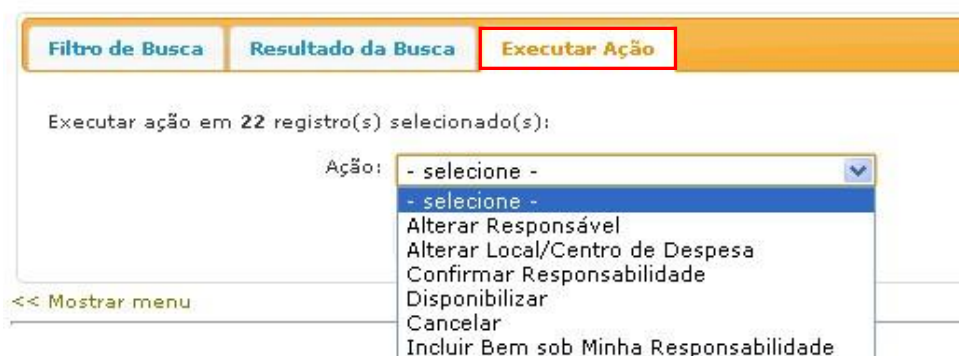 Filtro de Busca Resultado da Busca Executar Ação
Executar ação em 22 registro(s) selecionado(s):
Ação: - selecione -
- selecione -
Alterar Responsável
Alterar Local/Centro de Despesa
Confirmar Responsabilidade
<< Mostrar menu Disponibilizar
Cancelar
Incluir Bem sob Minha Responsabilidade